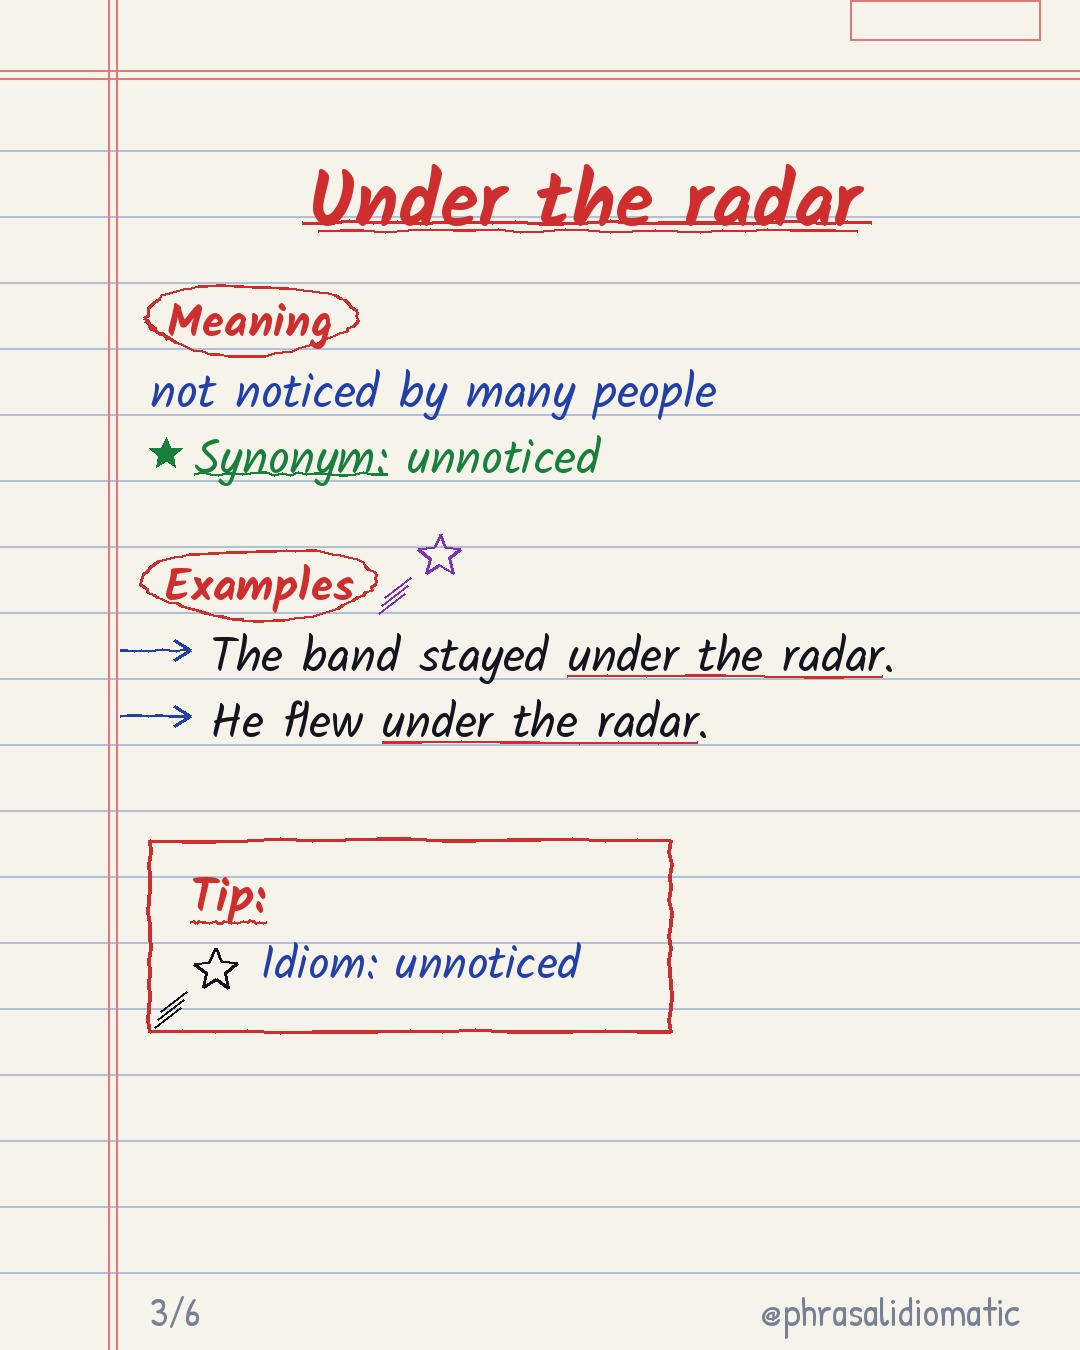 Under the radar
Meaning
not noticed by many people
Synonym: unnoticed
Examples
The band stayed under the radar.
He flew under the radar.
Tip:
Idiom: unnoticed
3/6
@phrasalidiomatic